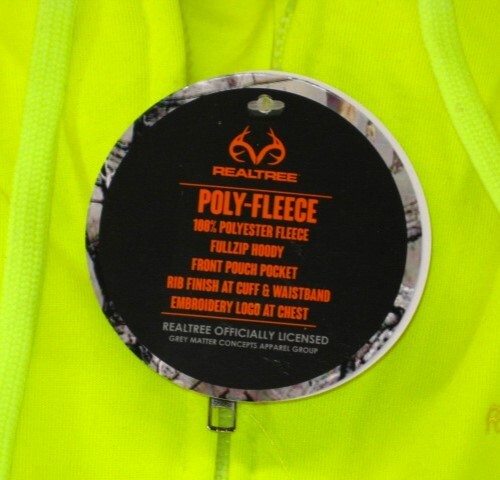 REALTREE
POLY-FLEECE
100% POLYESTER FLEECE
FULLZIP HOODY
FRONT POUCH POCKET
RIB FINISH AT CUFF & WAISTBAND
EMBROIDERY LOGO AT CHEST
REALTREE OFFICIALLY LICENSED
GREY MATTER CONCEPTS APPAREL GROUP